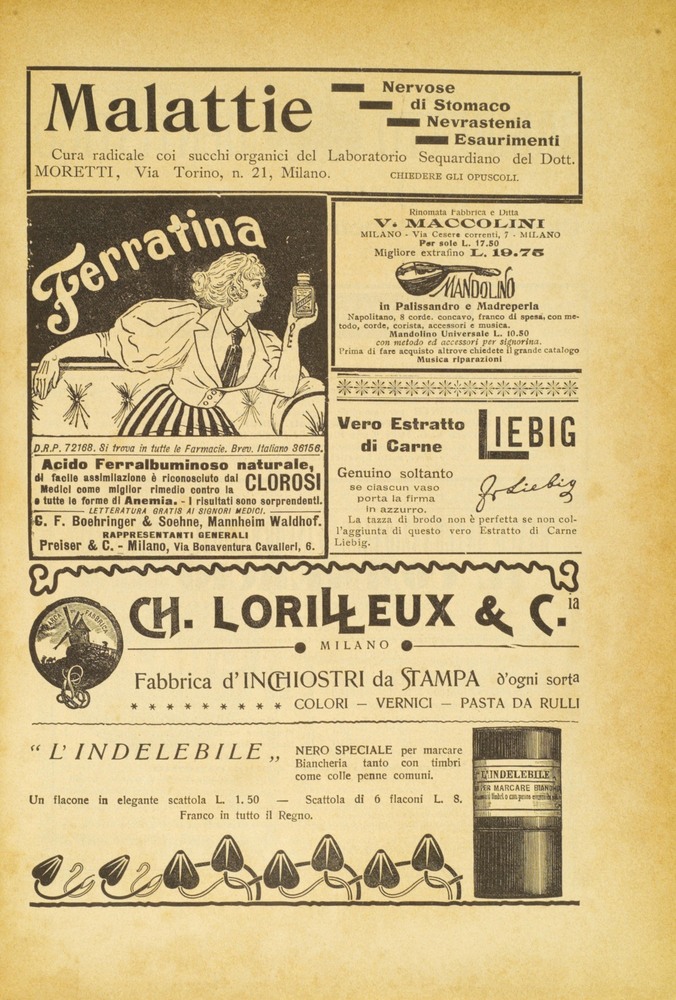 Malattie
Nervose
di Stomaco
Nevrastenia
Esaurimenti
Cura radicale coi succhi organici del Laboratorio Sequardiano del Dott.
MORETTI, Via Torino, n. 21, Milano. CHIEDERE GLI OPUSCOLI.
Ferratina
D.R.P. 72168. Si trova in tutte le Farmacie. Brev. Italiano 36156.
Acido Ferralbuminoso naturale,
di facile assimilazione è riconosciuto dai
Medici come miglior rimedio contro la CLOROSI
e tutte le forme di Anemia. - I risultati sono sorprendenti.
LETTERATURA GRATIS AI SIGNORI MEDICI.
C. F. Boehringer & Soehne, Mannheim Waldhof.
RAPPRESENTANTI GENERALI
Preiser & C. - Milano, Via Bonaventura Cavalleri, 6.
Rinomata Fabbrica e Ditta
V. MACCOLINI
MILANO - Via Cesere correnti, 7 - MILANO
Per sole L. 17.50
Migliore extrafino L. 19.75
MANDOLINO
in Palissandro e Madreperla
Napolitano, 8 corde. concavo, franco di spesa, con me-
todo, corde, corista, accessori e musica.
Mandolino Universale L. 10.50
con metodo ed accessori per signorina.
Prima di fare acquisto altrove chiedete il grande catalogo
Musica riparazioni
Vero Estratto
di Carne
LIEBIG
Genuino soltanto
se ciascun vaso
porta la firma
in azzurro.
J v Liebig
La tazza di brodo non è perfetta se non col-
l'aggiunta di questo vero Estratto di Carne
Liebig.
MARCA DI FABBRICA
CH. LORILLEUX & C.ia
MILANO
Fabbrica d'INCHIOSTRI da STAMPA d'ogni sorta
* * * * * * * * * COLORI — VERNICI — PASTA DA RULLI
“L'INDELEBILE„
NERO SPECIALE per marcare
Biancheria tanto con timbri
come colle penne comuni.
Un flacone in elegante scattola L. 1.50 — Scattola di 6 flaconi L. 8.
Franco in tutto il Regno.
"L'INDELEBILE"
PER MARCARE